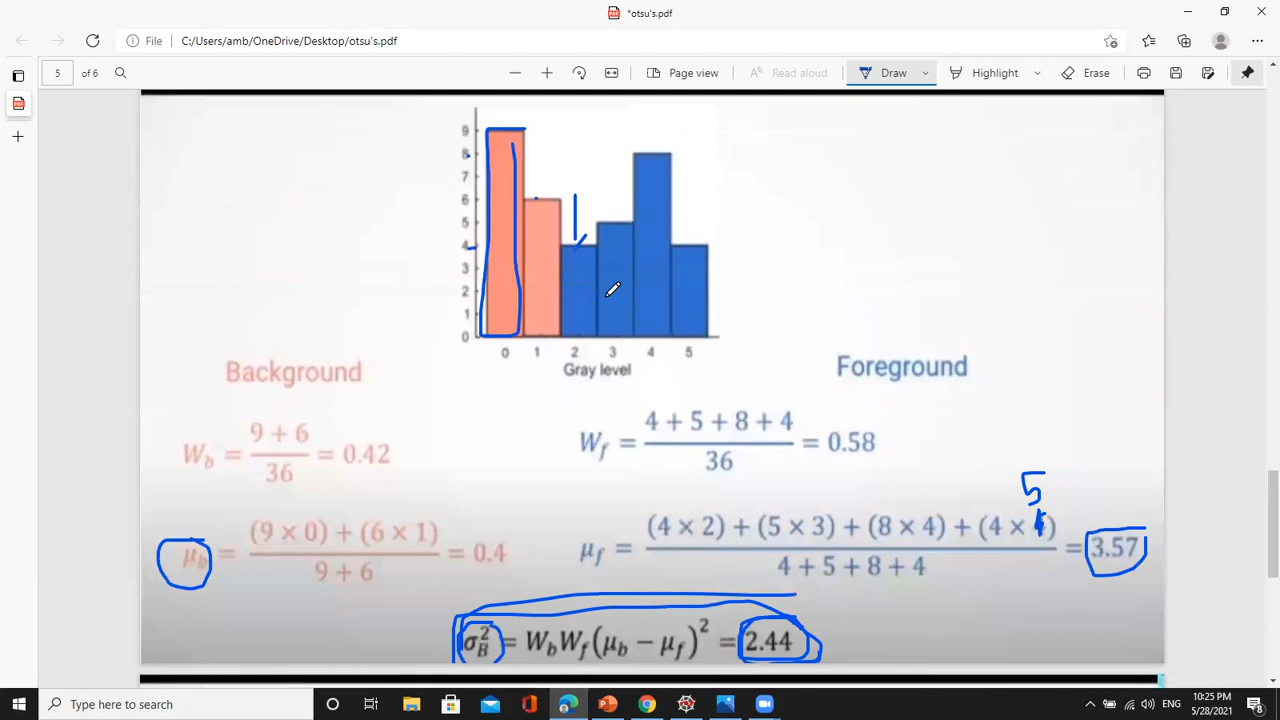 *otsu's.pdf
File C:/Users/amb/OneDrive/Desktop/otsu's.pdf
5 of 6 Page view Read aloud Draw Highlight Erase
9
8
7
6
5
4
3
2
1
0
0 1 2 3 4 5
Gray level
Background
Foreground
W_b = (9 + 6)/36 = 0.42
W_f = (4 + 5 + 8 + 4)/36 = 0.58
5
μ_b = ((9 × 0) + (6 × 1))/(9 + 6) = 0.4
μ_f = ((4 × 2) + (5 × 3) + (8 × 4) + (4 × 4))/(4 + 5 + 8 + 4) = 3.57
σ²_B = W_b W_f (μ_b − μ_f)² = 2.44
Type here to search
ENG
10:25 PM
5/28/2021
8